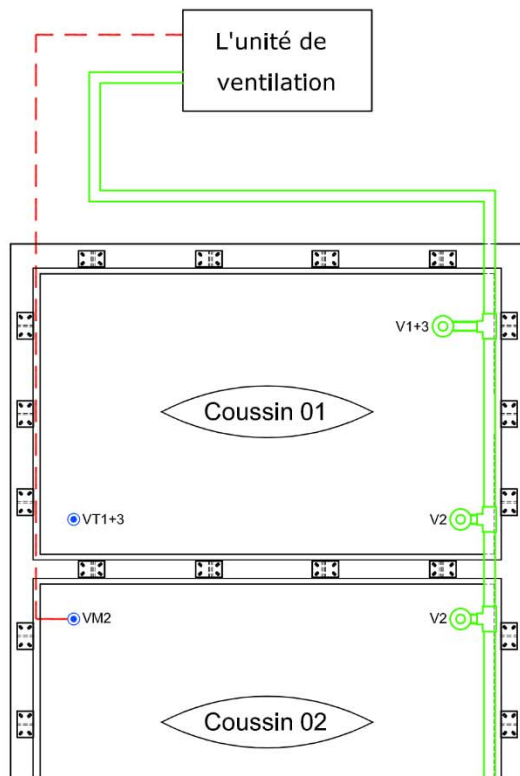 L'unité de
ventilation
V1+3
Coussin 01
VT1+3
V2
VM2
V2
Coussin 02